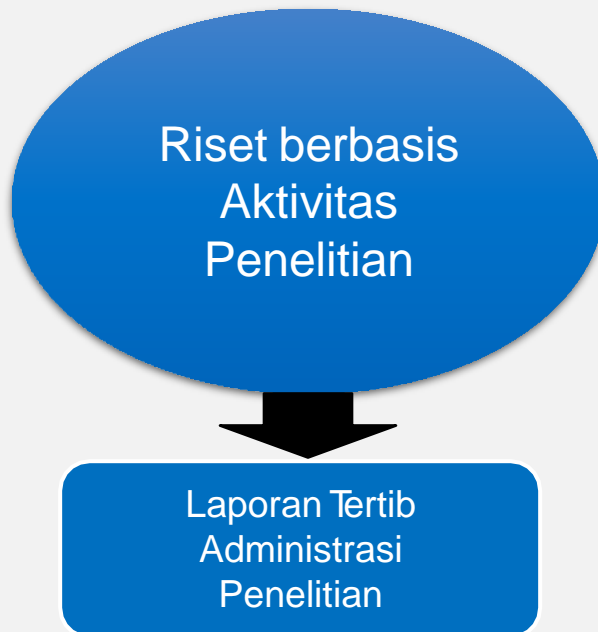 Riset berbasis
Aktivitas
Penelitian
Laporan Tertib
Administrasi
Penelitian